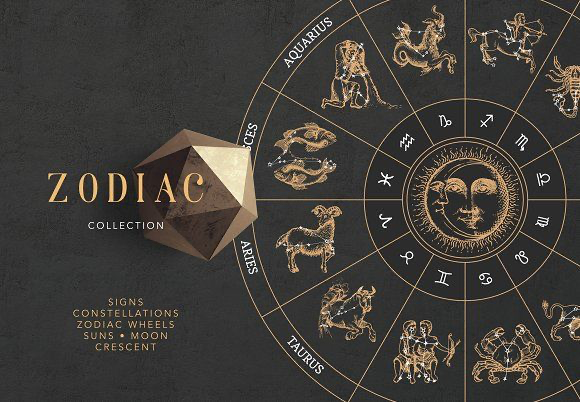 ZODIAC
COLLECTION
SIGNS
CONSTELLATIONS
ZODIAC WHEELS
SUNS • MOON
CRESCENT
AQUARIUS
SCES
ARIES
TAURUS